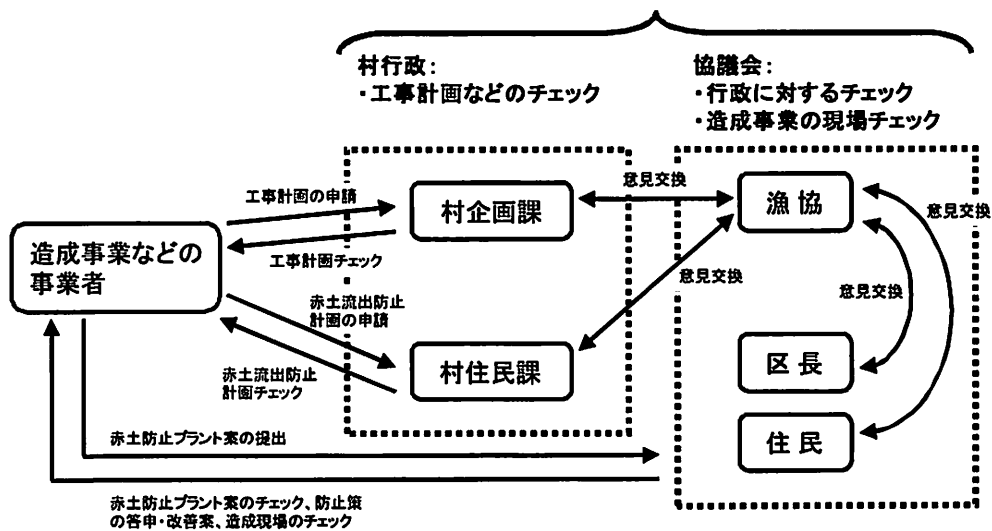 村行政：
・工事計画などのチェック
協議会：
・行政に対するチェック
・造成事業の現場チェック
工事計画の申請
村企画課
意見交換
漁協
意見交換
造成事業などの
事業者
工事計画チェック
意見交換
意見交換
赤土流出防止
計画の申請
村住民課
区長
赤土流出防止
計画チェック
住民
赤土防止プラント案の提出
赤土防止プラント案のチェック、防止策
の答申・改善案、造成現場のチェック